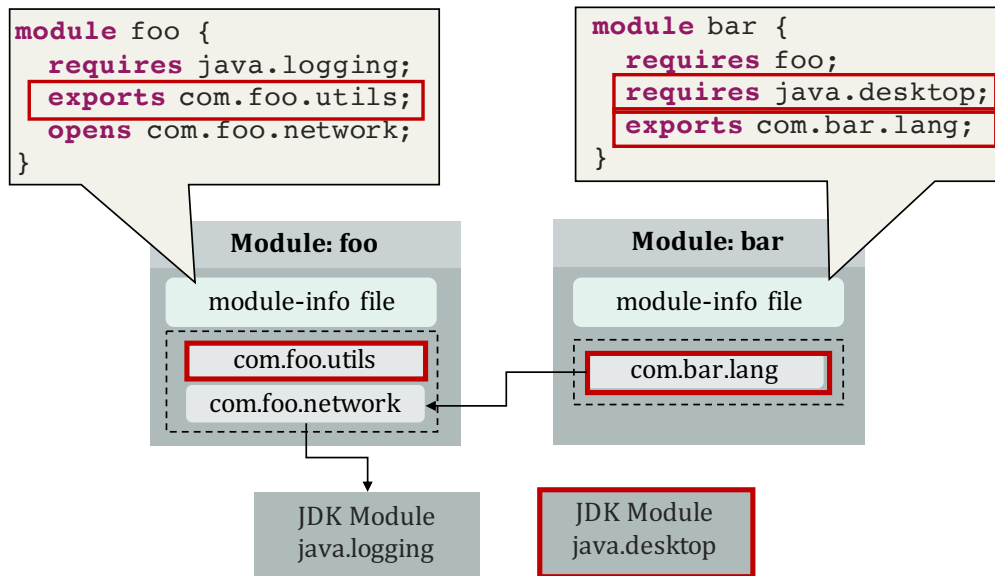 module foo {
requires java.logging;
exports com.foo.utils;
opens com.foo.network;
}
module bar {
requires foo;
requires java.desktop;
exports com.bar.lang;
}
Module: foo
module-info file
com.foo.utils
com.foo.network
Module: bar
module-info file
com.bar.lang
JDK Module
java.logging
JDK Module
java.desktop